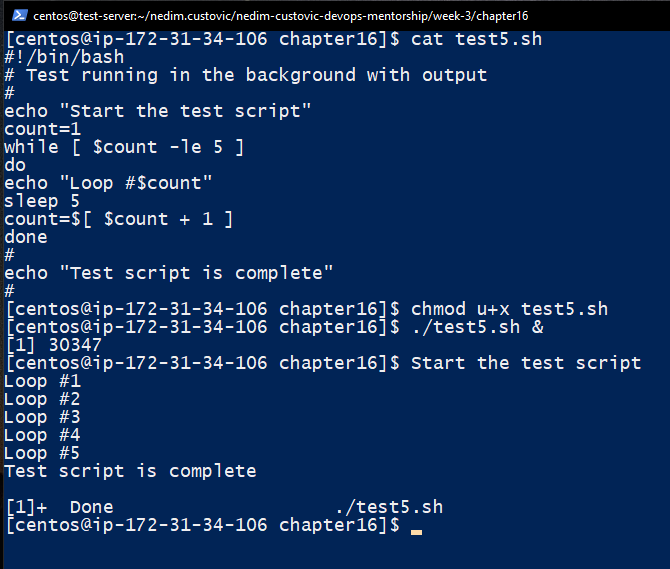 centos@test-server:~/nedim.custovic/nedim-custovic-devops-mentorship/week-3/chapter16
[centos@ip-172-31-34-106 chapter16]$ cat test5.sh
#!/bin/bash
# Test running in the background with output
#
echo "Start the test script"
count=1
while [ $count -le 5 ]
do
echo "Loop #$count"
sleep 5
count=$[ $count + 1 ]
done
#
echo "Test script is complete"
#
[centos@ip-172-31-34-106 chapter16]$ chmod u+x test5.sh
[centos@ip-172-31-34-106 chapter16]$ ./test5.sh &
[1] 30347
[centos@ip-172-31-34-106 chapter16]$ Start the test script
Loop #1
Loop #2
Loop #3
Loop #4
Loop #5
Test script is complete
[1]+  Done                    ./test5.sh
[centos@ip-172-31-34-106 chapter16]$